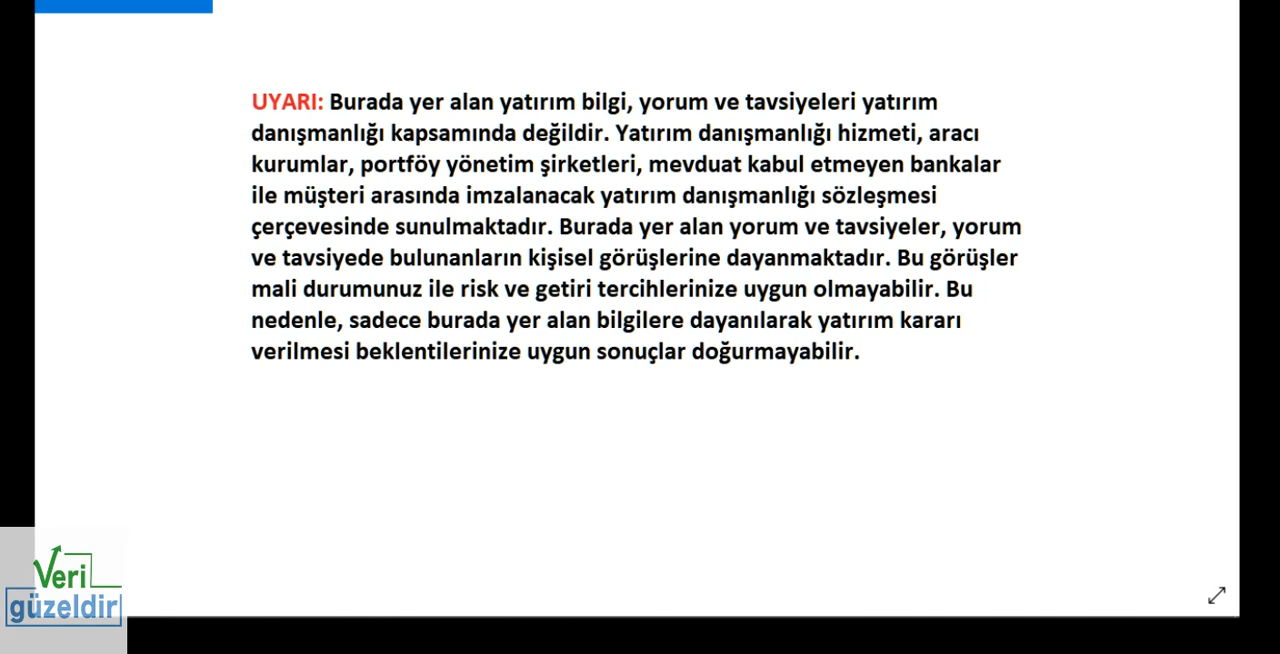 UYARI: Burada yer alan yatırım bilgi, yorum ve tavsiyeleri yatırım
danışmanlığı kapsamında değildir. Yatırım danışmanlığı hizmeti, aracı
kurumlar, portföy yönetim şirketleri, mevduat kabul etmeyen bankalar
ile müşteri arasında imzalanacak yatırım danışmanlığı sözleşmesi
çerçevesinde sunulmaktadır. Burada yer alan yorum ve tavsiyeler, yorum
ve tavsiyede bulunanların kişisel görüşlerine dayanmaktadır. Bu görüşler
mali durumunuz ile risk ve getiri tercihlerinize uygun olmayabilir. Bu
nedenle, sadece burada yer alan bilgilere dayanılarak yatırım kararı
verilmesi beklentilerinize uygun sonuçlar doğurmayabilir.
Veri
güzeldir